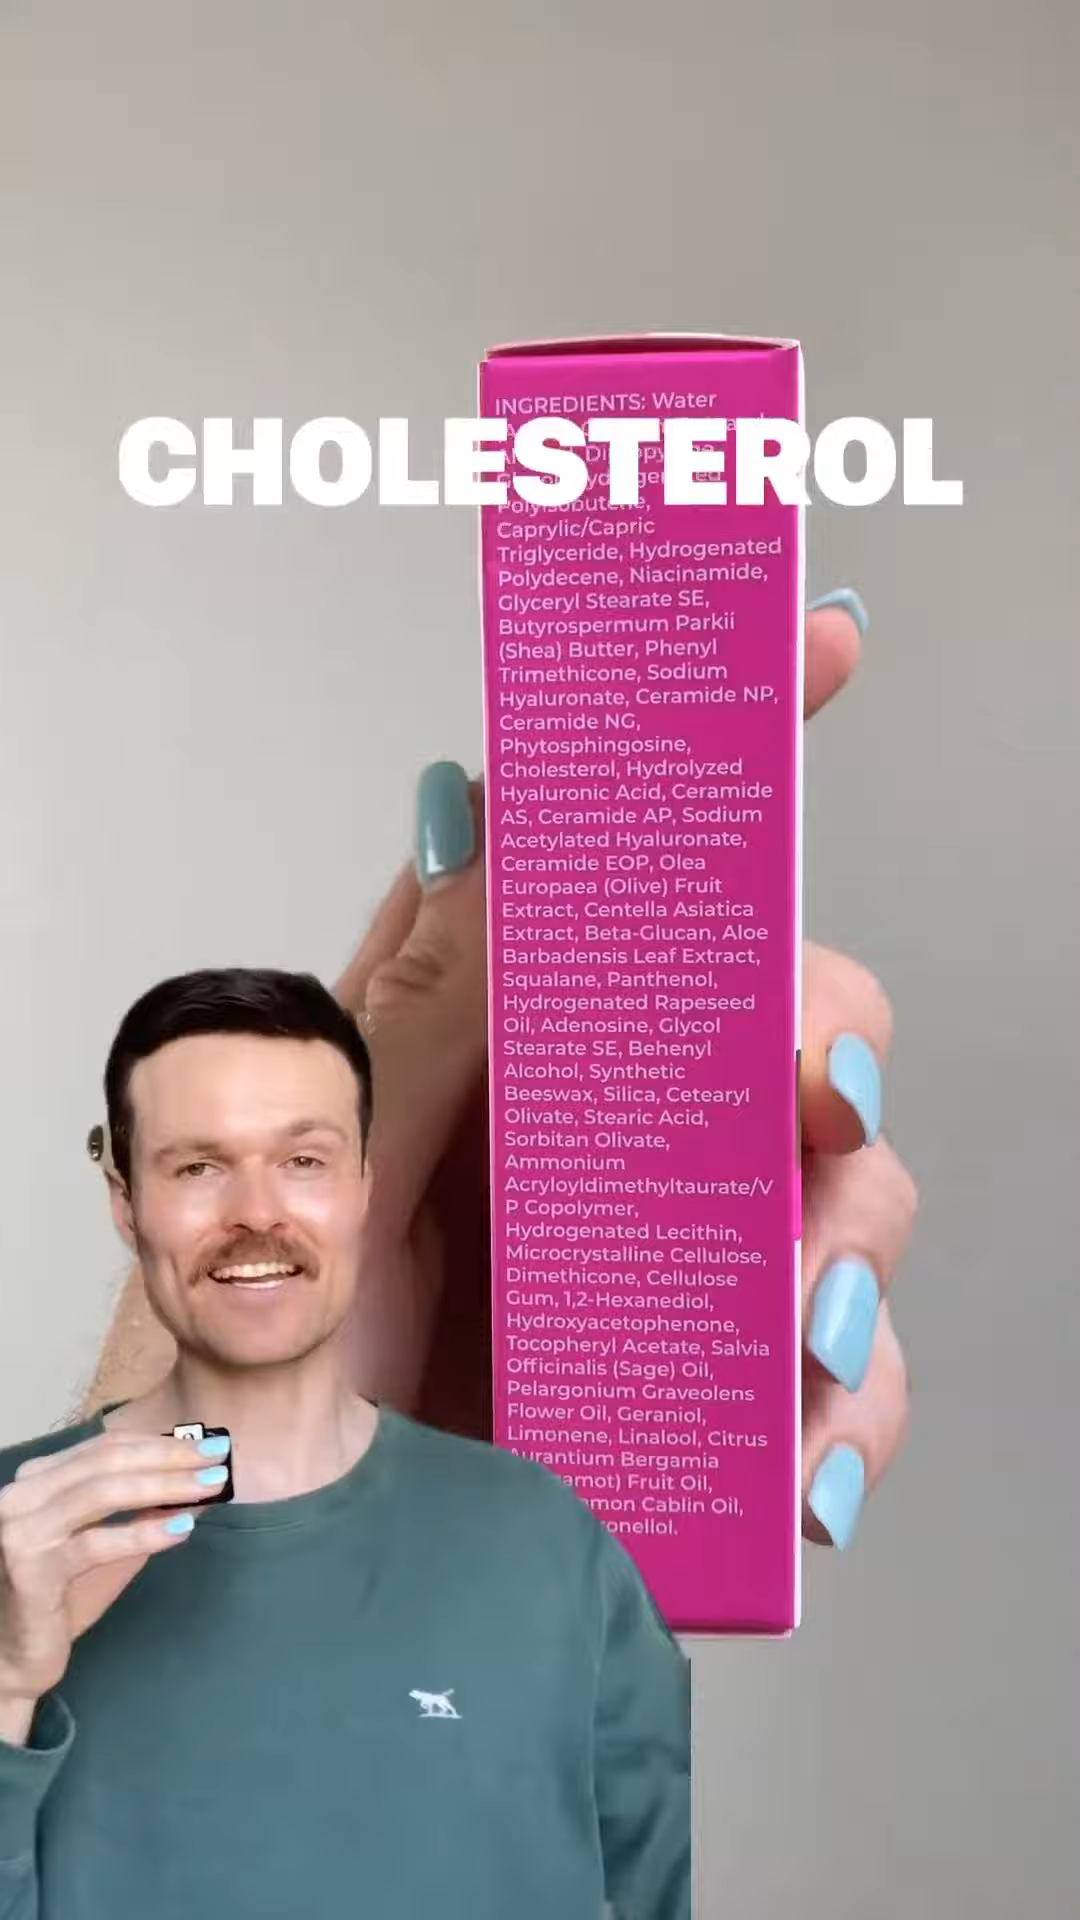 INGREDIENTS: Water
CHOLESTEROL
Polyisobutene,
Caprylic/Capric
Triglyceride, Hydrogenated
Polydecene, Niacinamide,
Glyceryl Stearate SE,
Butyrospermum Parkii
(Shea) Butter, Phenyl
Trimethicone, Sodium
Hyaluronate, Ceramide NP,
Ceramide NG,
Phytosphingosine,
Cholesterol, Hydrolyzed
Hyaluronic Acid, Ceramide
AS, Ceramide AP, Sodium
Acetylated Hyaluronate,
Ceramide EOP, Olea
Europaea (Olive) Fruit
Extract, Centella Asiatica
Extract, Beta-Glucan, Aloe
Barbadensis Leaf Extract,
Squalane, Panthenol,
Hydrogenated Rapeseed
Oil, Adenosine, Glycol
Stearate SE, Behenyl
Alcohol, Synthetic
Beeswax, Silica, Cetearyl
Olivate, Stearic Acid,
Sorbitan Olivate,
Ammonium
Acryloyldimethyltaurate/V
P Copolymer,
Hydrogenated Lecithin,
Microcrystalline Cellulose,
Dimethicone, Cellulose
Gum, 1,2-Hexanediol,
Hydroxyacetophenone,
Tocopheryl Acetate, Salvia
Officinalis (Sage) Oil,
Pelargonium Graveolens
Flower Oil, Geraniol,
Limonene, Linalool, Citrus
Aurantium Bergamia
Fruit Oil,
Cablin Oil,